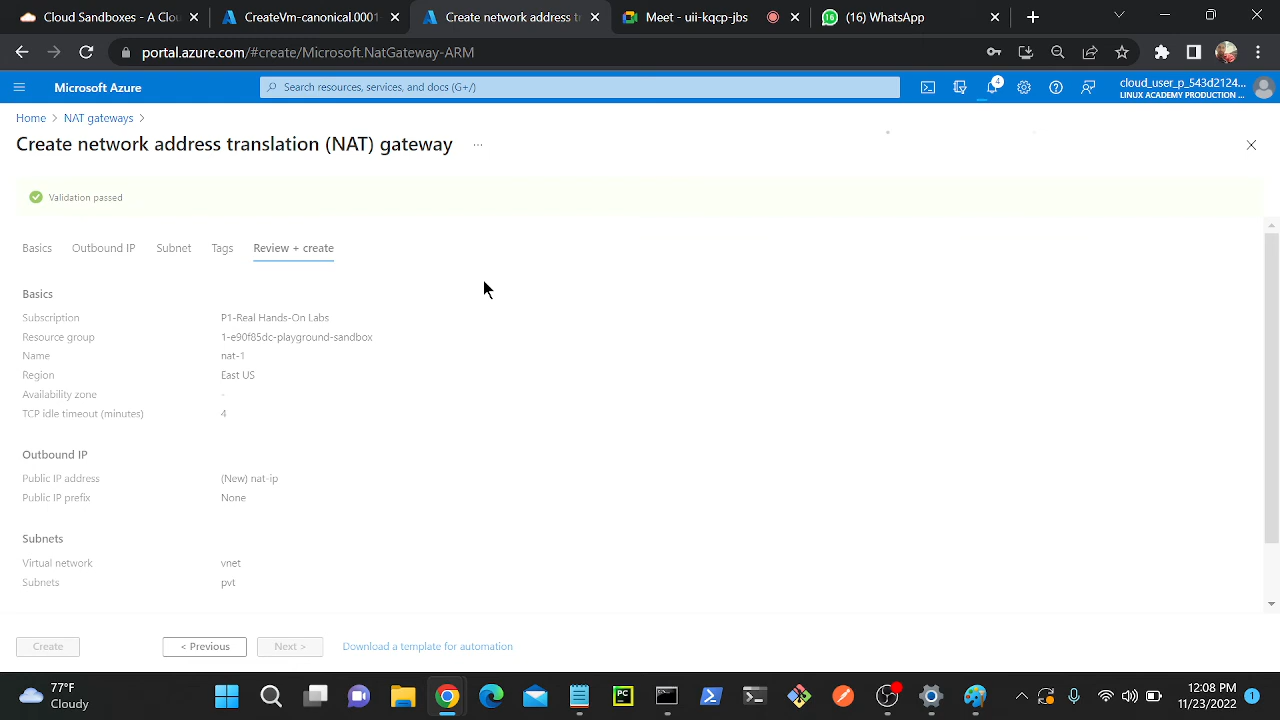 Cloud Sandboxes - A Clou
CreateVm-canonical.0001
Create network address t
Meet - uii-kqcp-jbs
(16) WhatsApp
16
portal.azure.com/#create/Microsoft.NatGateway-ARM
Microsoft Azure
Search resources, services, and docs (G+/)
4
cloud_user_p_543d2124...
LINUX ACADEMY PRODUCTION ...
Home > NAT gateways >
Create network address translation (NAT) gateway ...
Validation passed
Basics Outbound IP Subnet Tags Review + create
Basics
Subscription P1-Real Hands-On Labs
Resource group 1-e90f85dc-playground-sandbox
Name nat-1
Region East US
Availability zone -
TCP idle timeout (minutes) 4
Outbound IP
Public IP address (New) nat-ip
Public IP prefix None
Subnets
Virtual network vnet
Subnets pvt
Create < Previous Next > Download a template for automation
77°F
Cloudy
PC
12:08 PM
11/23/2022
1